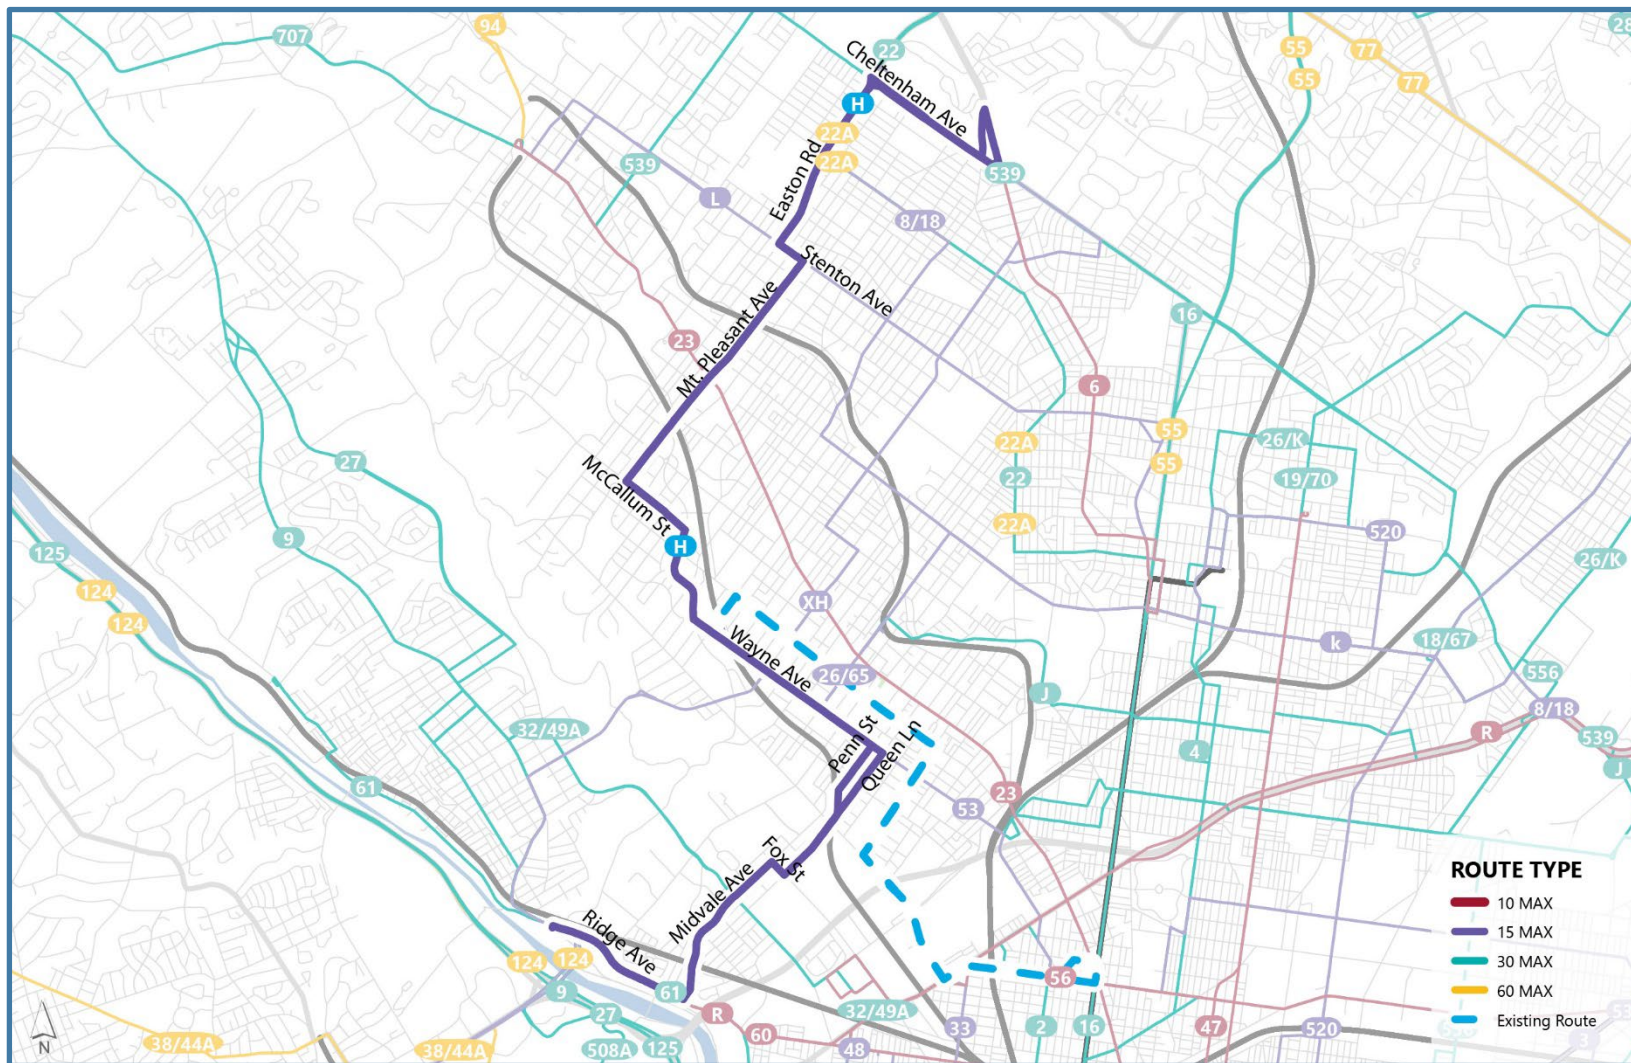 94
707
22
Cheltenham Ave
55
77
55
77
28
H
22A
22A
539
539
Easton Rd
L
8/18
Stenton Ave
16
Mt. Pleasant Ave
23
6
55
22A
26/K
55
27
22
19/70
McCallum St
22A
520
9
H
125
26/K
124
124
XH
Wayne Ave
k
18/67
26/65
556
J
8/18
Penn St
Queen Ln
32/49A
R
539
4
J
61
23
53
Fox St
Midvale Ave
Ridge Ave
124
124
56
9
61
27
R
32/49A
60
33
2
16
47
520
53
38/44A
38/44A
508A
125
48
3
N
ROUTE TYPE
10 MAX
15 MAX
30 MAX
60 MAX
Existing Route